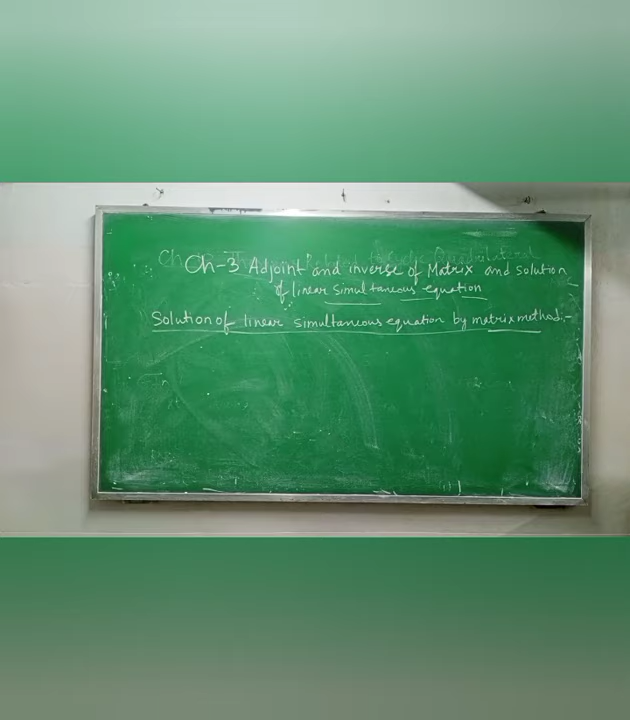 Ch-3 Adjoint and inverse of Matrix and solution
of linear simultaneous equation
Solution of linear simultaneous equation by matrix method:-